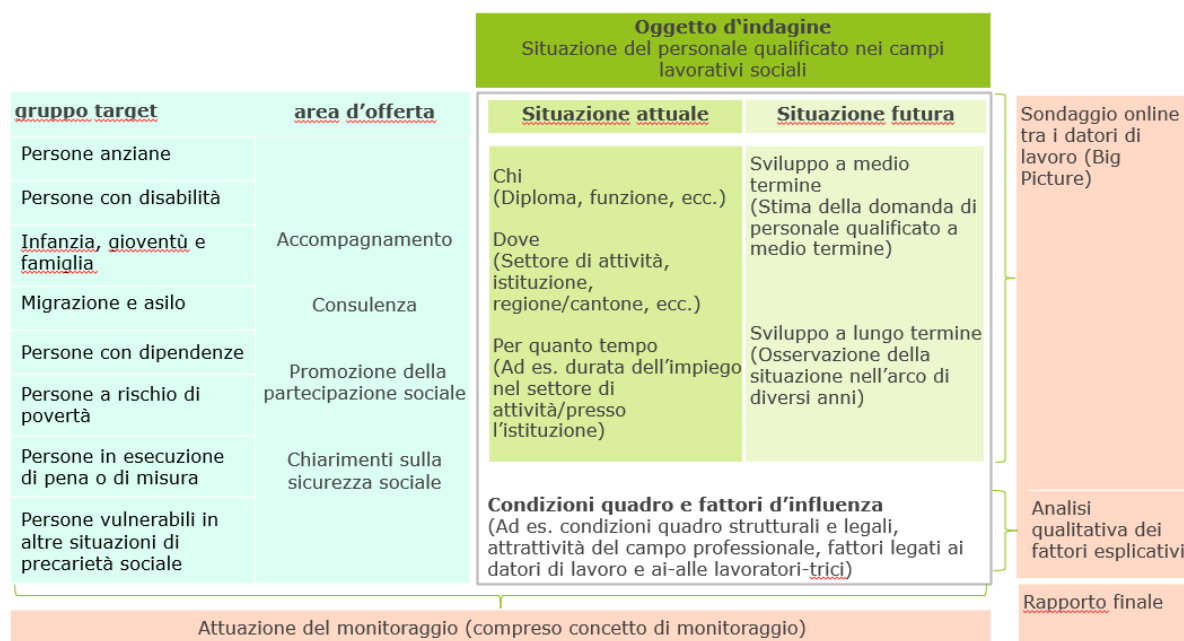 Oggetto d‘indagine
Situazione del personale qualificato nei campi
lavorativi sociali
gruppo target
Persone anziane
Persone con disabilità
Infanzia, gioventù e
famiglia
Migrazione e asilo
Persone con dipendenze
Persone a rischio di
povertà
Persone in esecuzione
di pena o di misura
Persone vulnerabili in
altre situazioni di
precarietà sociale
area d’offerta
Accompagnamento
Consulenza
Promozione della
partecipazione sociale
Chiarimenti sulla
sicurezza sociale
Situazione attuale
Chi
(Diploma, funzione, ecc.)
Dove
(Settore di attività,
istituzione,
regione/cantone, ecc.)
Per quanto tempo
(Ad es. durata dell’impiego
nel settore di
attività/presso
l’istituzione)
Situazione futura
Sviluppo a medio
termine
(Stima della domanda di
personale qualificato a
medio termine)
Sviluppo a lungo termine
(Osservazione della
situazione nell’arco di
diversi anni)
Condizioni quadro e fattori d’influenza
(Ad es. condizioni quadro strutturali e legali,
attrattività del campo professionale, fattori legati ai
datori di lavoro e ai-alle lavoratori-trici)
Sondaggio online
tra i datori di
lavoro (Big
Picture)
Analisi
qualitativa dei
fattori esplicativi
Rapporto finale
Attuazione del monitoraggio (compreso concetto di monitoraggio)